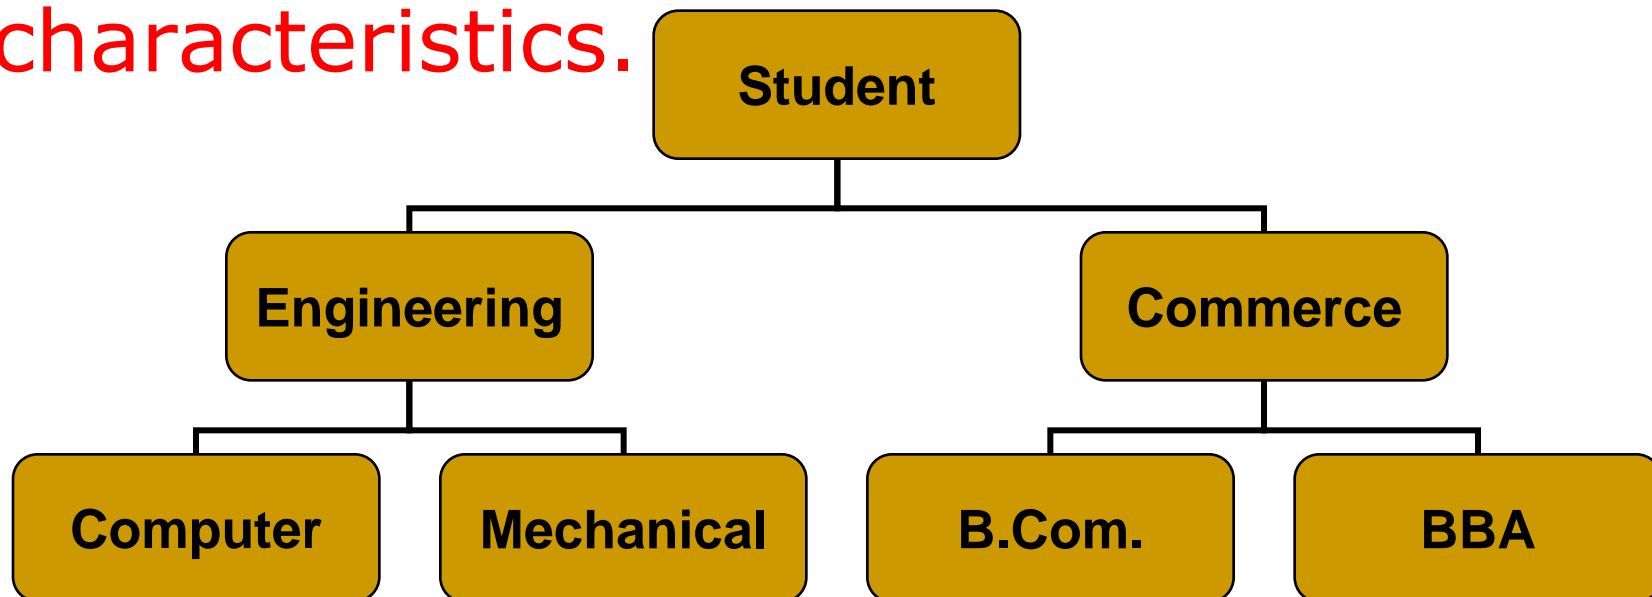 characteristics.
Student
Engineering
Commerce
Computer
Mechanical
B.Com.
BBA